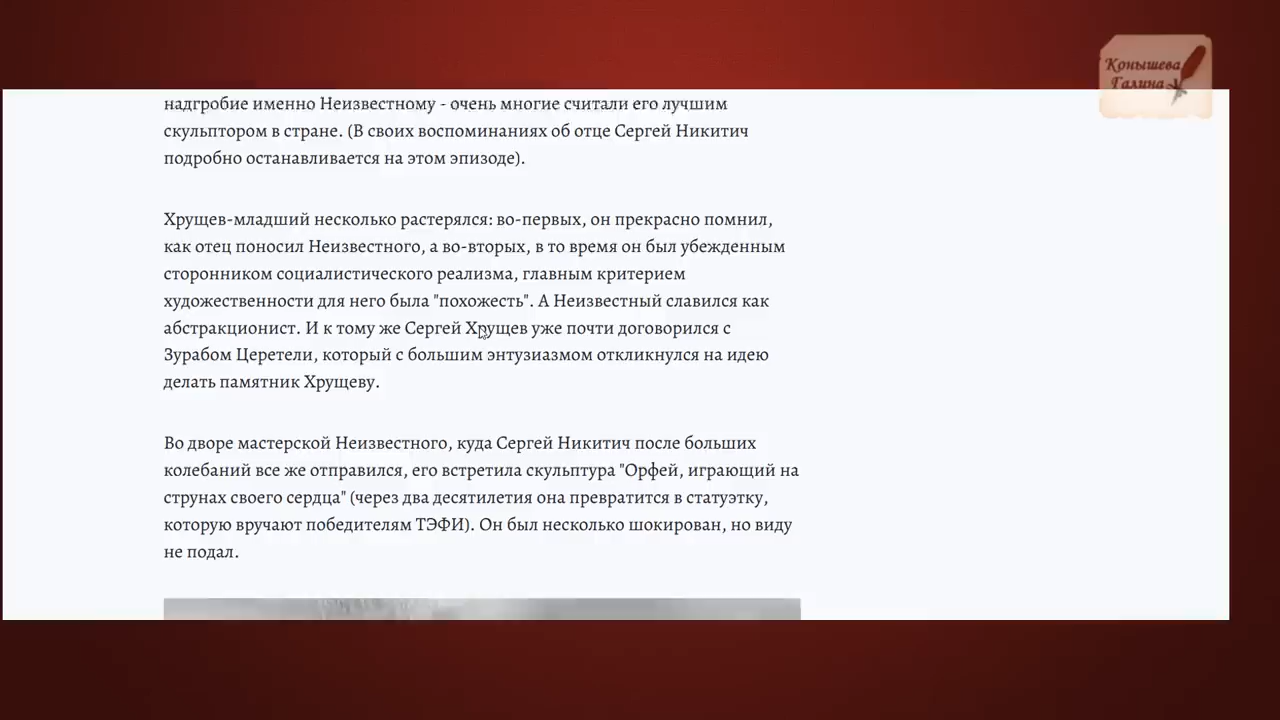 Конышева
Галина
надгробие именно Неизвестному - очень многие считали его лучшим
скульптором в стране. (В своих воспоминаниях об отце Сергей Никитич
подробно останавливается на этом эпизоде).
Хрущев-младший несколько растерялся: во-первых, он прекрасно помнил,
как отец поносил Неизвестного, а во-вторых, в то время он был убежденным
сторонником социалистического реализма, главным критерием
художественности для него была "похожесть". А Неизвестный славился как
абстракционист. И к тому же Сергей Хрущев уже почти договорился с
Зурабом Церетели, который с большим энтузиазмом откликнулся на идею
делать памятник Хрущеву.
Во дворе мастерской Неизвестного, куда Сергей Никитич после больших
колебаний все же отправился, его встретила скульптура "Орфей, играющий на
струнах своего сердца" (через два десятилетия она превратится в статуэтку,
которую вручают победителям ТЭФИ). Он был несколько шокирован, но виду
не подал.